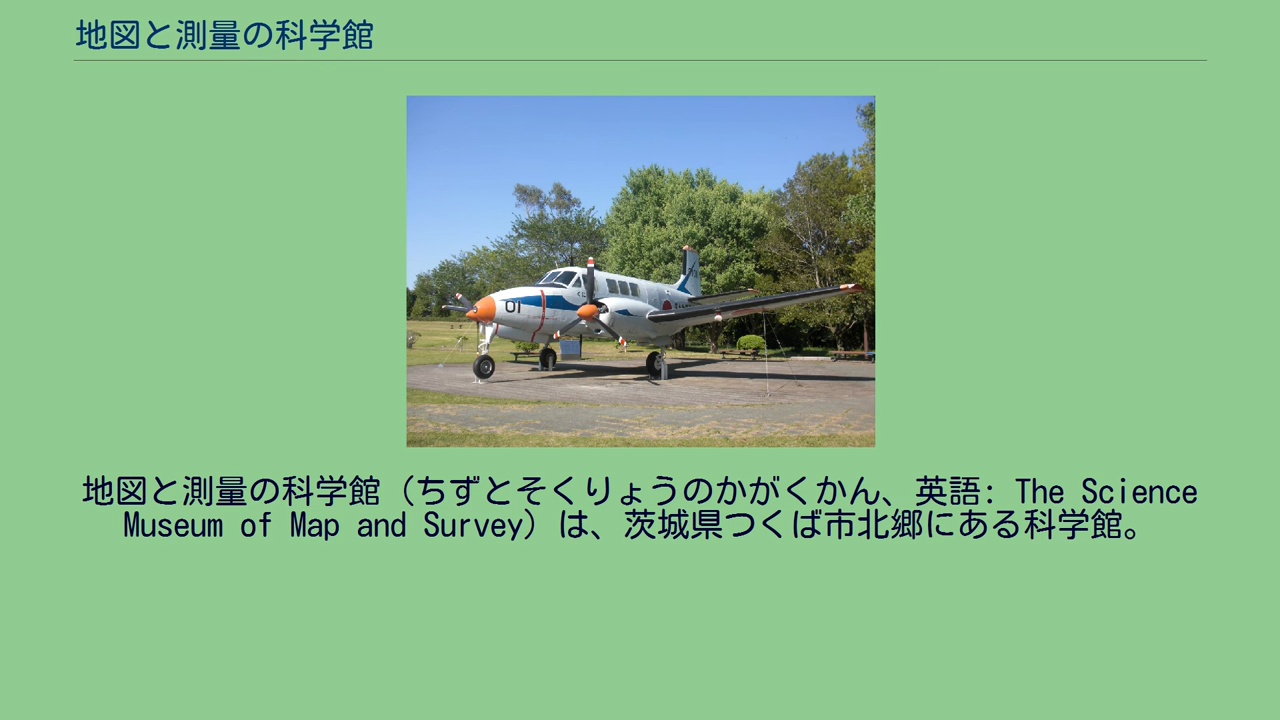 地図と測量の科学館
01
地図と測量の科学館（ちずとそくりょうのかがくかん、英語: The Science
Museum of Map and Survey）は、茨城県つくば市北郷にある科学館。